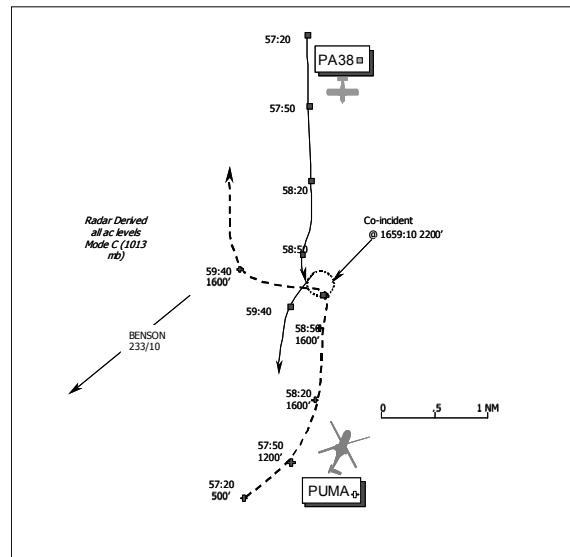 57:20
PA38
57:50
58:20
Radar Derived
all ac levels
Mode C (1013
mb)
Co-incident
@ 1659:10 2200'
58:50
59:40
1600'
59:40
BENSON
233/10
58:50
1600'
58:20
1600'
0 .5 1 NM
57:50
1200'
57:20
500'
PUMA